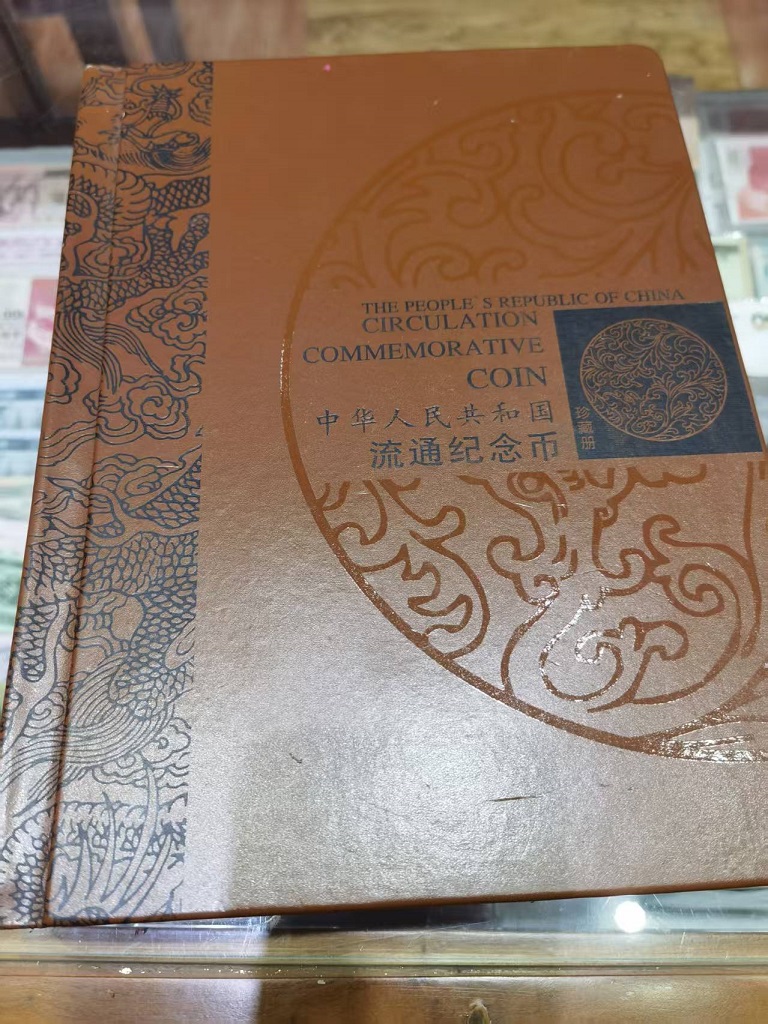 THE PEOPLE'S REPUBLIC OF CHINA
CIRCULATION
COMMEMORATIVE
COIN
中华人民共和国
流通纪念币
珍藏册